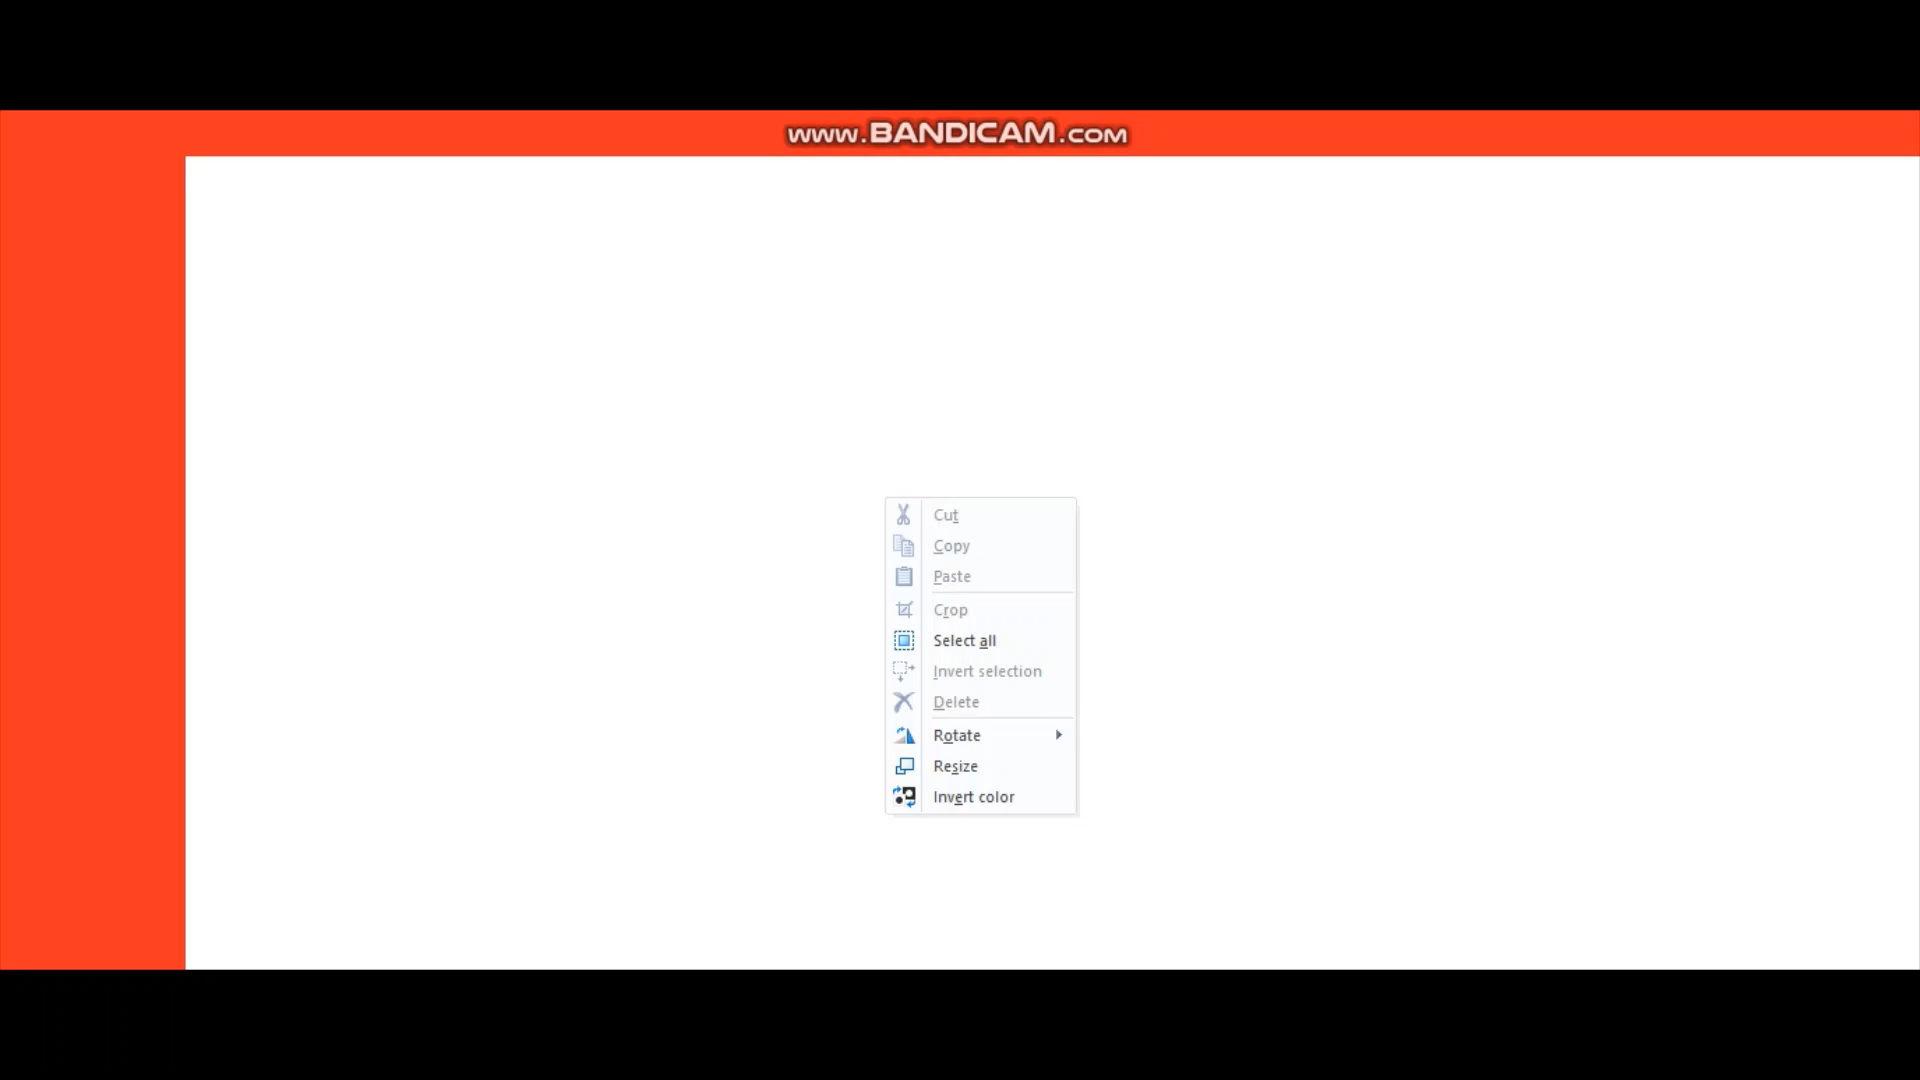 www.BANDICAM.com
Cut
Copy
Paste
Crop
Select all
Invert selection
Delete
Rotate
Resize
Invert color